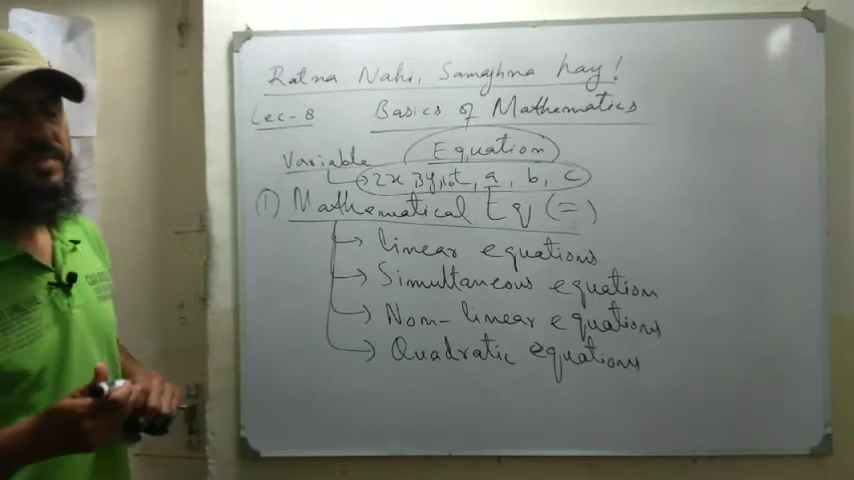 Ratna Nahi, Samajhna hay!
Lec-8 Basics of Mathematics
Equation
Variable
2x, 3y, a, b, c
① Mathematical Eq (=)
linear equations
Simultaneous equation
Non-linear equations
Quadratic equations